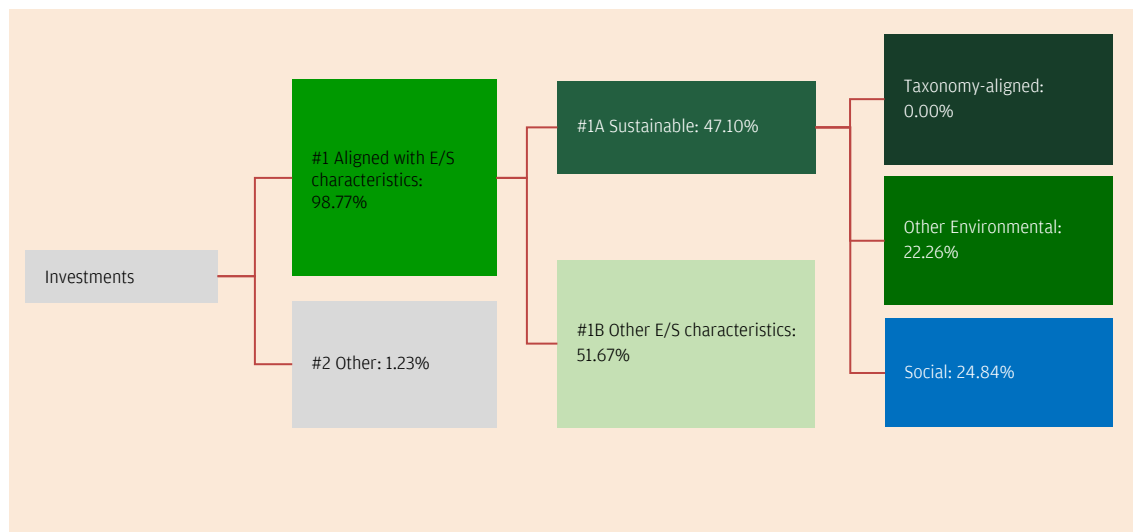 Investments
#1 Aligned with E/S
characteristics:
98.77%
#2 Other: 1.23%
#1A Sustainable: 47.10%
#1B Other E/S characteristics:
51.67%
Taxonomy-aligned:
0.00%
Other Environmental:
22.26%
Social: 24.84%